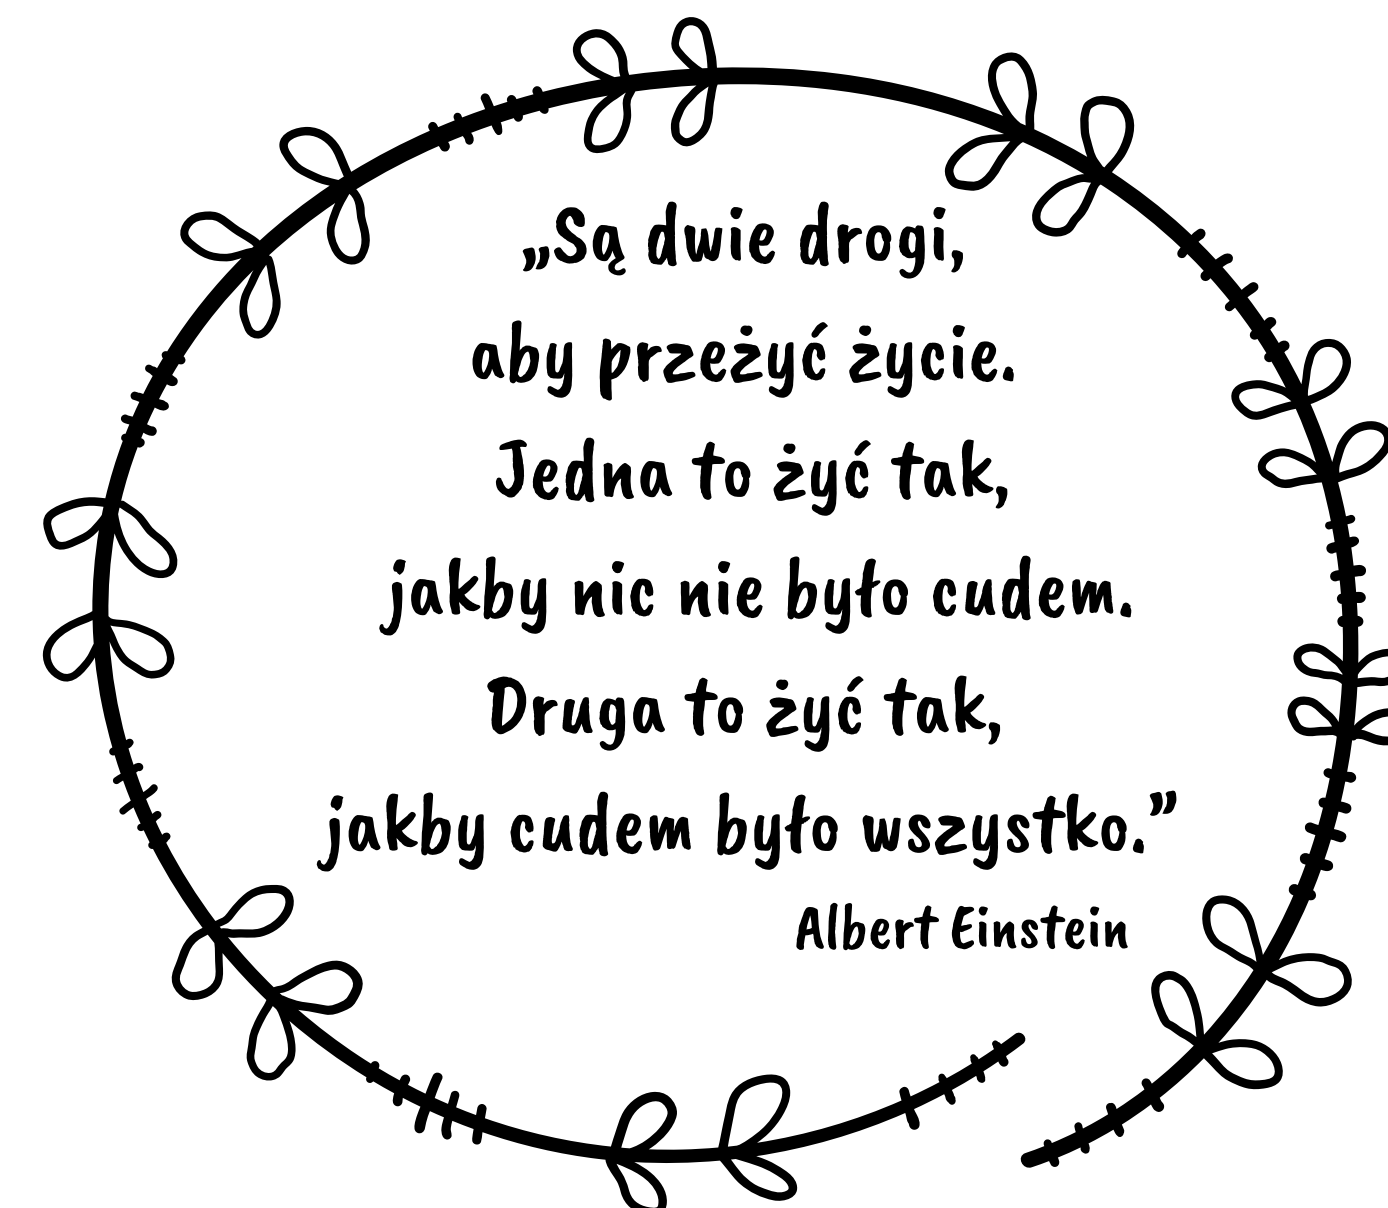 „Są dwie drogi,
aby przeżyć życie.
Jedna to żyć tak,
jakby nic nie było cudem.
Druga to żyć tak,
jakby cudem było wszystko.”
Albert Einstein